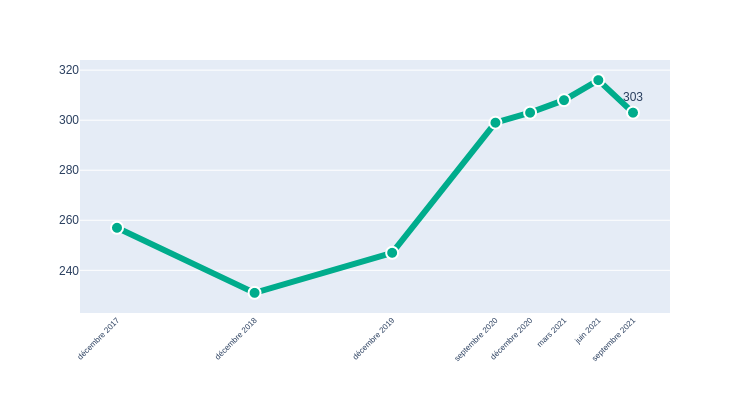 320
300
280
260
240
303
décembre 2017
décembre 2018
décembre 2019
septembre 2020
décembre 2020
mars 2021
juin 2021
septembre 2021